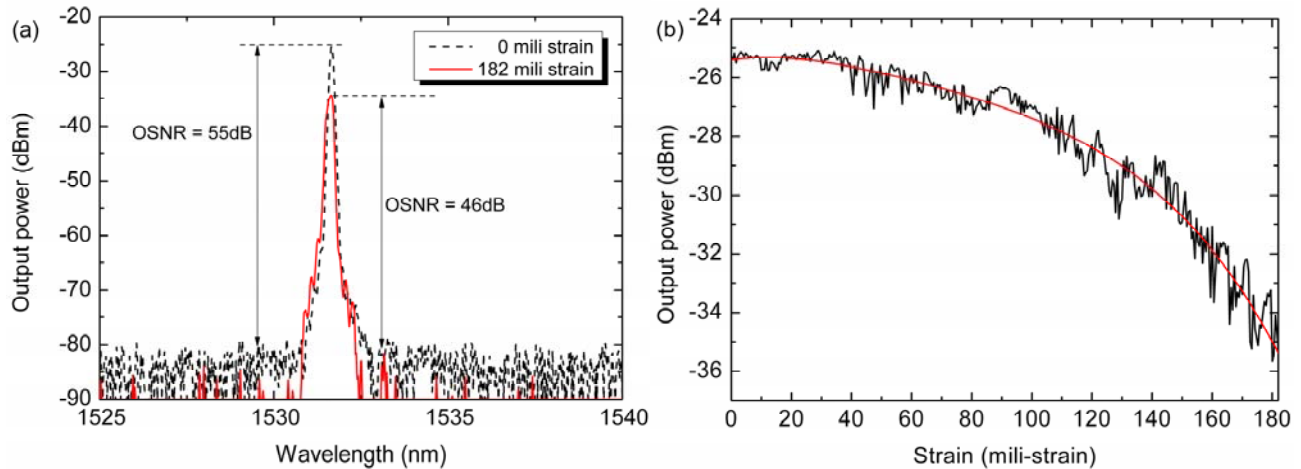 (a)
-20
-30
-40
-50
-60
-70
-80
-90
Output power (dBm)
0 mili strain
182 mili strain
OSNR = 55dB
OSNR = 46dB
1525
1530
1535
1540
Wavelength (nm)
(b)
-24
-26
-28
-30
-32
-34
-36
Output power (dBm)
0
20
40
60
80
100
120
140
160
180
Strain (mili-strain)